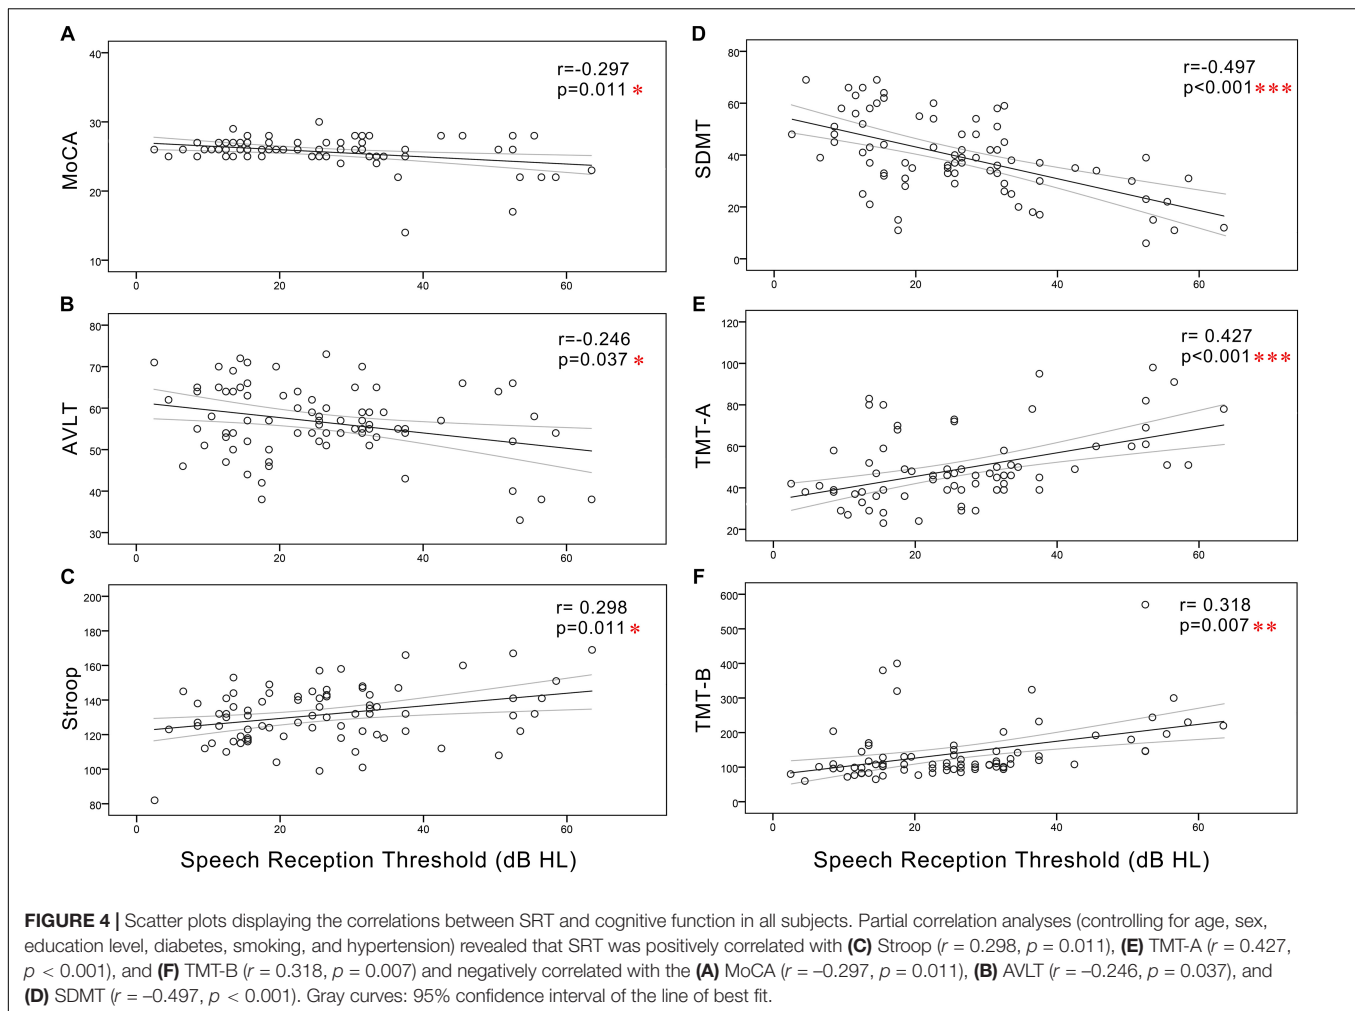 A
MoCA
40
30
20
10
0
20
40
60
r=-0.297
p=0.011 *
B
AVLT
80
70
60
50
40
30
0
20
40
60
r=-0.246
p=0.037 *
C
Stroop
200
180
160
140
120
100
80
0
20
40
60
r= 0.298
p=0.011 *
Speech Reception Threshold (dB HL)
D
SDMT
80
60
40
20
0
0
20
40
60
r=-0.497
p<0.001 ***
E
TMT-A
120
100
80
60
40
20
0
20
40
60
r= 0.427
p<0.001 ***
F
TMT-B
600
500
400
300
200
100
0
0
20
40
60
r= 0.318
p=0.007 **
Speech Reception Threshold (dB HL)
FIGURE 4 | Scatter plots displaying the correlations between SRT and cognitive function in all subjects. Partial correlation analyses (controlling for age, sex,
education level, diabetes, smoking, and hypertension) revealed that SRT was positively correlated with (C) Stroop (r = 0.298, p = 0.011), (E) TMT-A (r = 0.427,
p < 0.001), and (F) TMT-B (r = 0.318, p = 0.007) and negatively correlated with the (A) MoCA (r = –0.297, p = 0.011), (B) AVLT (r = –0.246, p = 0.037), and
(D) SDMT (r = –0.497, p < 0.001). Gray curves: 95% confidence interval of the line of best fit.